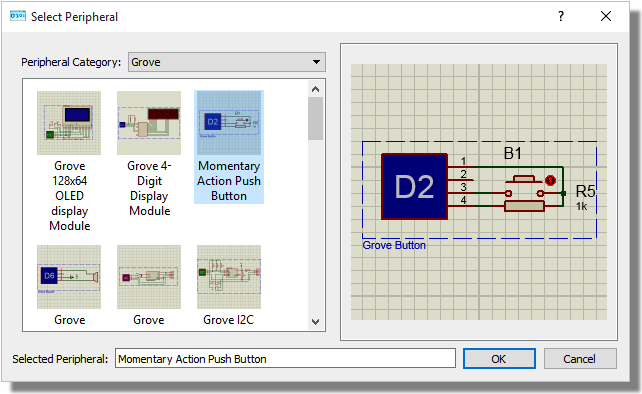 Select Peripheral
Peripheral Category: Grove
Grove
128x64
OLED
display
Module
Grove 4-
Digit
Display
Module
D2
Momentary
Action Push
Button
D6
Grove
Grove
Grove I2C
D2
1
2
3
4
B1
R5
1k
Grove Button
Selected Peripheral: Momentary Action Push Button
OK
Cancel